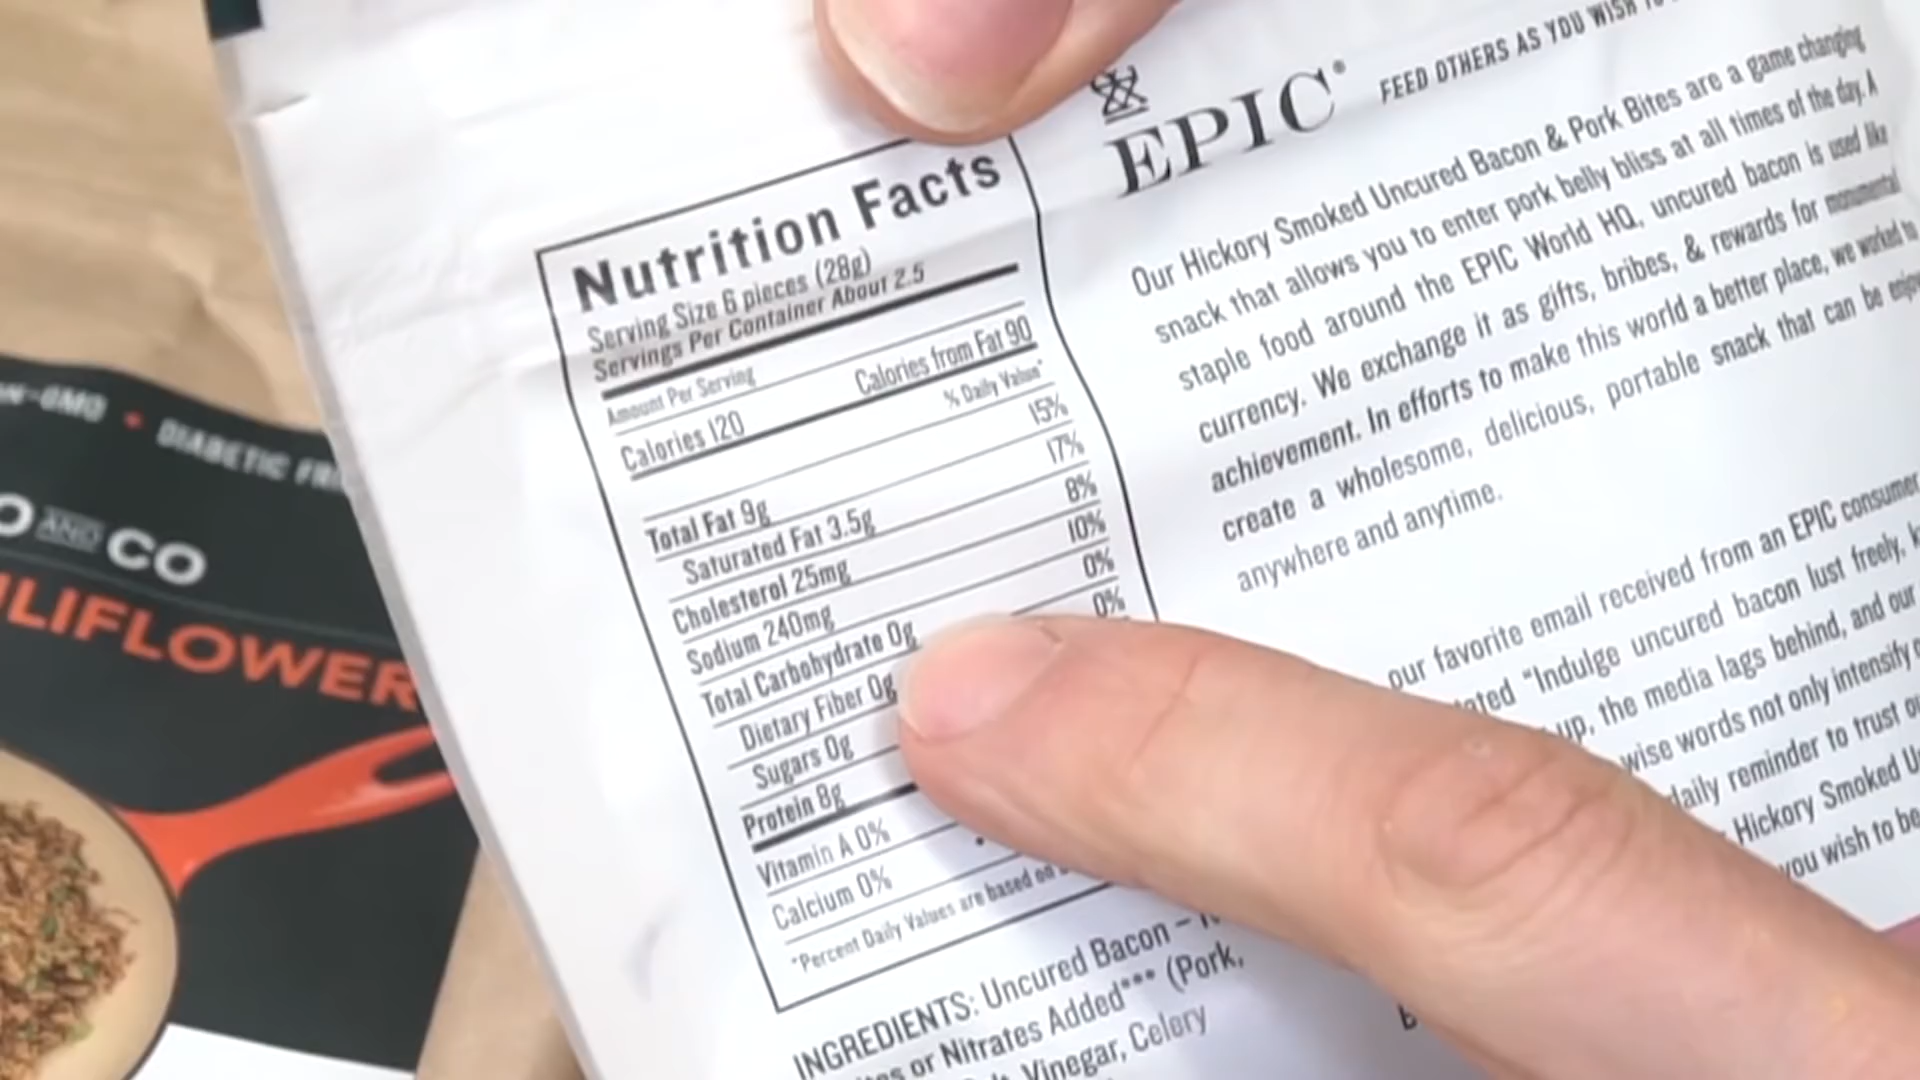 EPIC®
FEED OTHERS AS YOU WISH
Our Hickory Smoked Uncured Bacon & Pork Bites are a game changing
snack that allows you to enter pork belly bliss at all times of the day. A
staple food around the EPIC World HQ, uncured bacon is used like
currency. We exchange it as gifts, bribes, & rewards for monumental
achievement. In efforts to make this world a better place, we worked to
create a wholesome, delicious, portable snack that can be
anywhere and anytime.
our favorite email received from an EPIC consumer
"Indulge uncured bacon lust freely,
up, the media lags behind, and our
wise words not only intensify
daily reminder to trust
Hickory Smoked
you wish to be
Nutrition Facts
Serving Size 6 pieces (28g)
Servings Per Container About 2.5
Amount Per Serving
Calories 120 Calories from Fat 90
% Daily Value*
Total Fat 9g 15%
Saturated Fat 3.5g 17%
Cholesterol 25mg 8%
Sodium 240mg 10%
Total Carbohydrate 0g 0%
Dietary Fiber 0g 0%
Sugars 0g
Protein 8g
Vitamin A 0% •
Calcium 0%
*Percent Daily Values are based on
INGREDIENTS: Uncured Bacon –
or Nitrates Added*** (Pork,
Vinegar, Celery
DIABETIC
AND CO